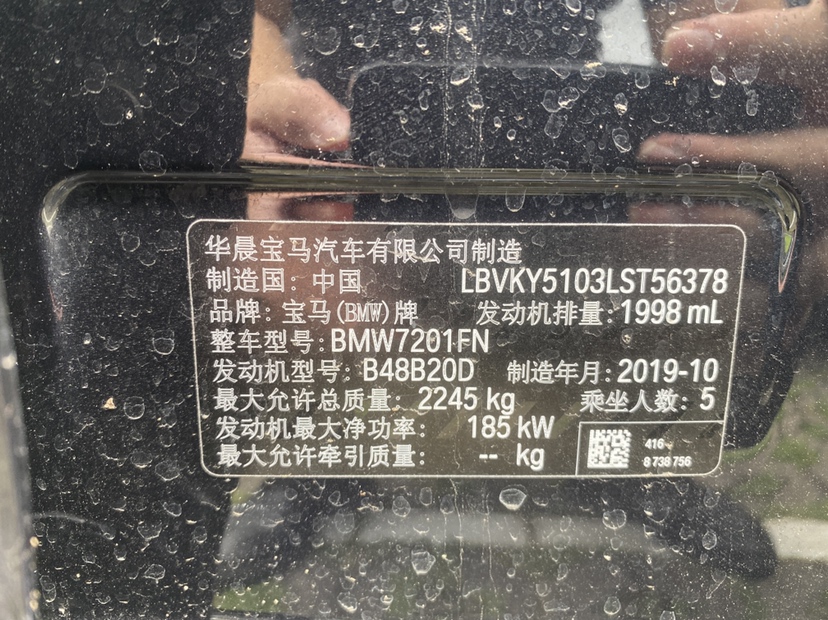 华晨宝马汽车有限公司制造
制造国：中国 LBVKY5103LST56378
品牌：宝马(BMW)牌 发动机排量：1998 mL
整车型号：BMW7201FN
发动机型号：B48B20D 制造年月：2019-10
最大允许总质量：2245 kg 乘坐人数：5
发动机最大净功率：185 kW
最大允许牵引质量：-- kg
416
8 738 756